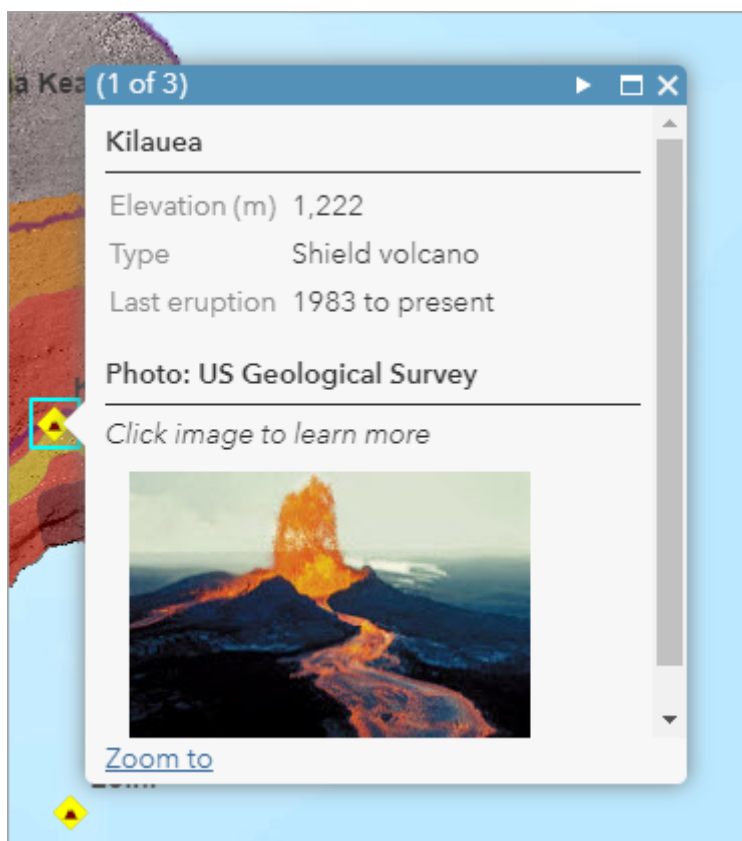 (1 of 3)
Kilauea
Elevation (m) 1,222
Type Shield volcano
Last eruption 1983 to present
Photo: US Geological Survey
Click image to learn more
Zoom to